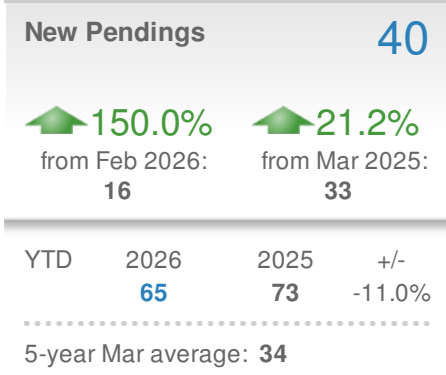 New Pendings 40
150.0% 21.2%
from Feb 2026: from Mar 2025:
16 33
YTD 2026 2025 +/-
65 73 -11.0%
5-year Mar average: 34